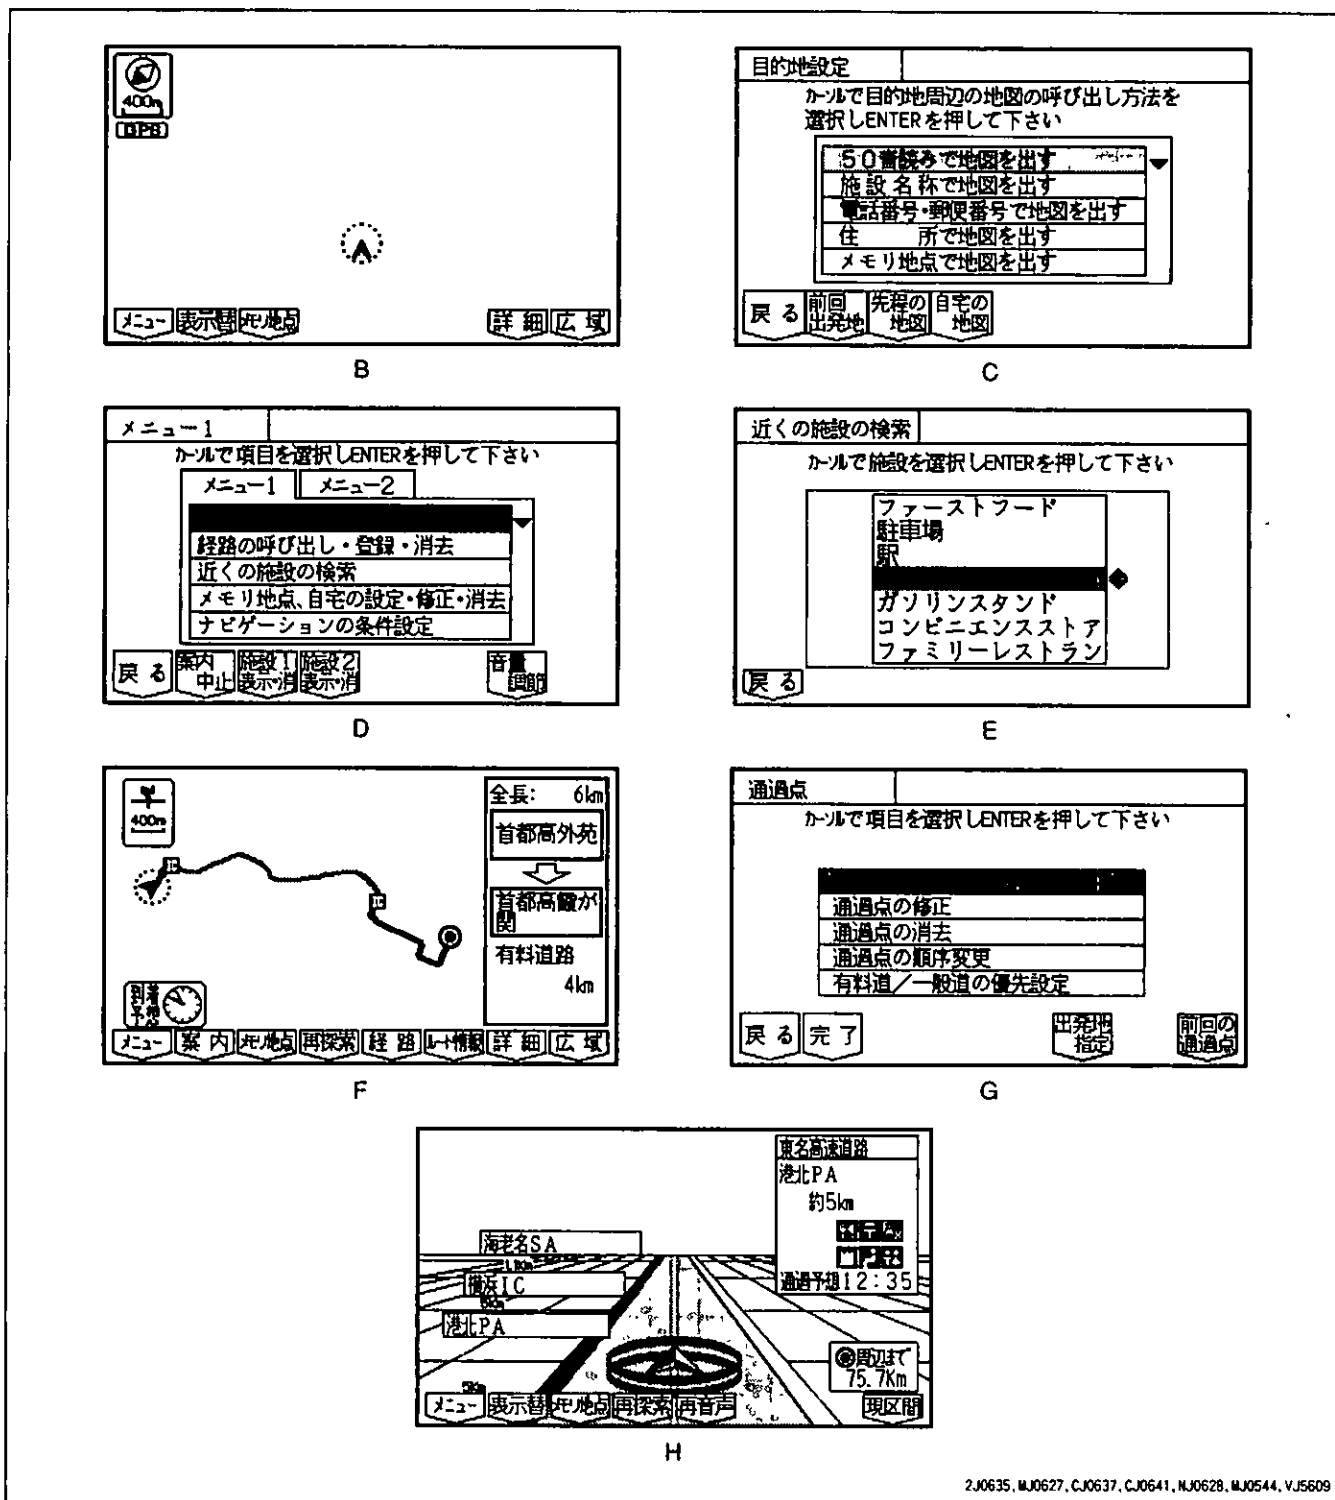 400m
GPS
メニュー 表示替 メモリ地点 詳細 広域
B
目的地設定
カーソルで目的地周辺の地図の呼び出し方法を
選択しENTERを押して下さい
50音読みで地図を出す
施設名称で地図を出す
電話番号・郵便番号で地図を出す
住 所で地図を出す
メモリ地点で地図を出す
戻る 前回出発地 先程の地図 自宅の地図
C
メニュー1
カーソルで項目を選択しENTERを押して下さい
メニュー1 メニュー2
経路の呼び出し・登録・消去
近くの施設の検索
メモリ地点、自宅の設定・修正・消去
ナビゲーションの条件設定
戻る 案内中止 施設1表示・消 施設2表示・消 音量調節
D
近くの施設の検索
カーソルで施設を選択しENTERを押して下さい
ファーストフード
駐車場
駅
ガソリンスタンド
コンビニエンスストア
ファミリーレストラン
戻る
E
400m
全長: 6km
首都高外苑
首都高霞が
関
有料道路
4km
メニュー 案内 メモリ地点 再探索 経路 ルート情報 詳細 広域
F
通過点
カーソルで項目を選択しENTERを押して下さい
通過点の修正
通過点の消去
通過点の順序変更
有料道/一般道の優先設定
戻る 完了 出発地指定 前回の通過点
G
東名高速道路
港北PA
約5km
通過予想12:35
海老名SA
横浜IC
港北PA
5Km
周辺まで
75.7Km
メニュー 表示替 メモリ地点 再探索 再音声 現区間
H
2J0635, MJ0627, CJ0637, CJ0641, NJ0628, MJ0544, VJ5609